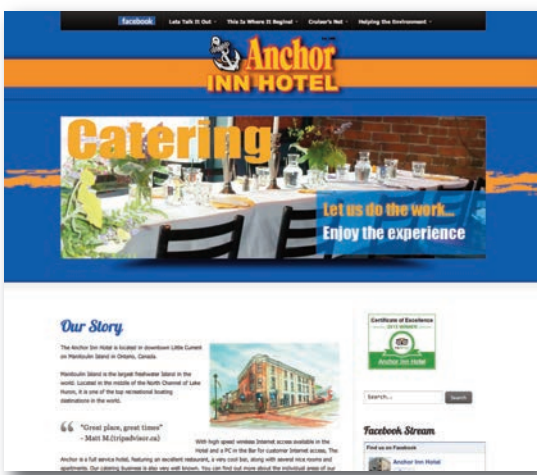 facebook Lets Talk It Out This Is Where It Begins! Cruiser's Net Helping the Environment
Anchor
INN HOTEL
Catering
Let us do the work...
Enjoy the experience
Our Story
The Anchor Inn Hotel is located in downtown Little Current
on Manitoulin Island in Ontario, Canada.
Manitoulin Island is the largest freshwater Island in the
world. Located in the middle of the North Channel of Lake
Huron, it is one of the top recreational boating
destinations in the world.
"Great place, great times"
- Matt M.(tripadvisor.ca)
With high speed wireless Internet access available in the
Hotel and a PC in the Bar for customer Internet access, The
Anchor is a full service hotel, featuring an excellent restaurant, a very cool bar, along with several nice rooms and
apartments. Our catering business is also very well known. You can find out more about the individual areas of our
Certificate of Excellence
2013 WINNER
Anchor Inn Hotel
Search... Search
Facebook Stream
Find us on Facebook
Anchor Inn Hotel